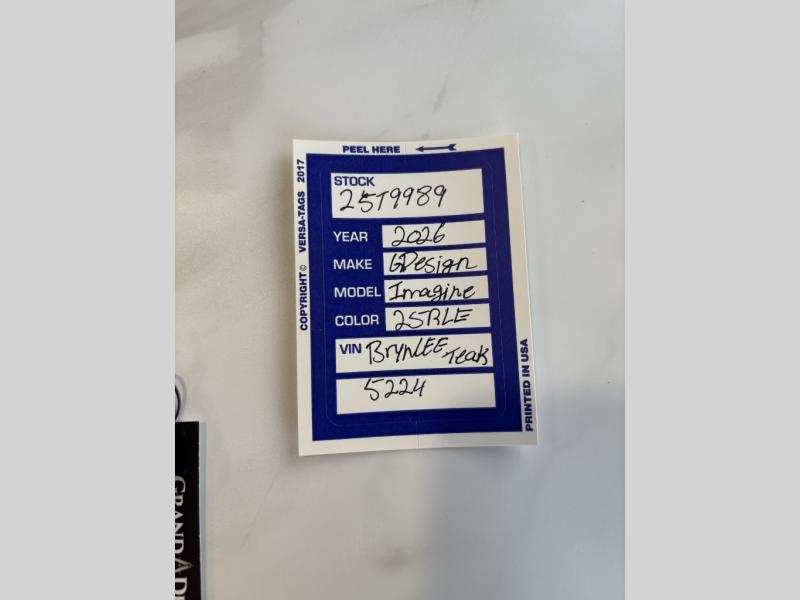 PEEL HERE
COPYRIGHT © VERSA-TAGS 2017
STOCK
25T9989
YEAR 2026
MAKE GDesign
MODEL Imagine
COLOR 25RLE
VIN BrynLEE Teak
5224
PRINTED IN USA